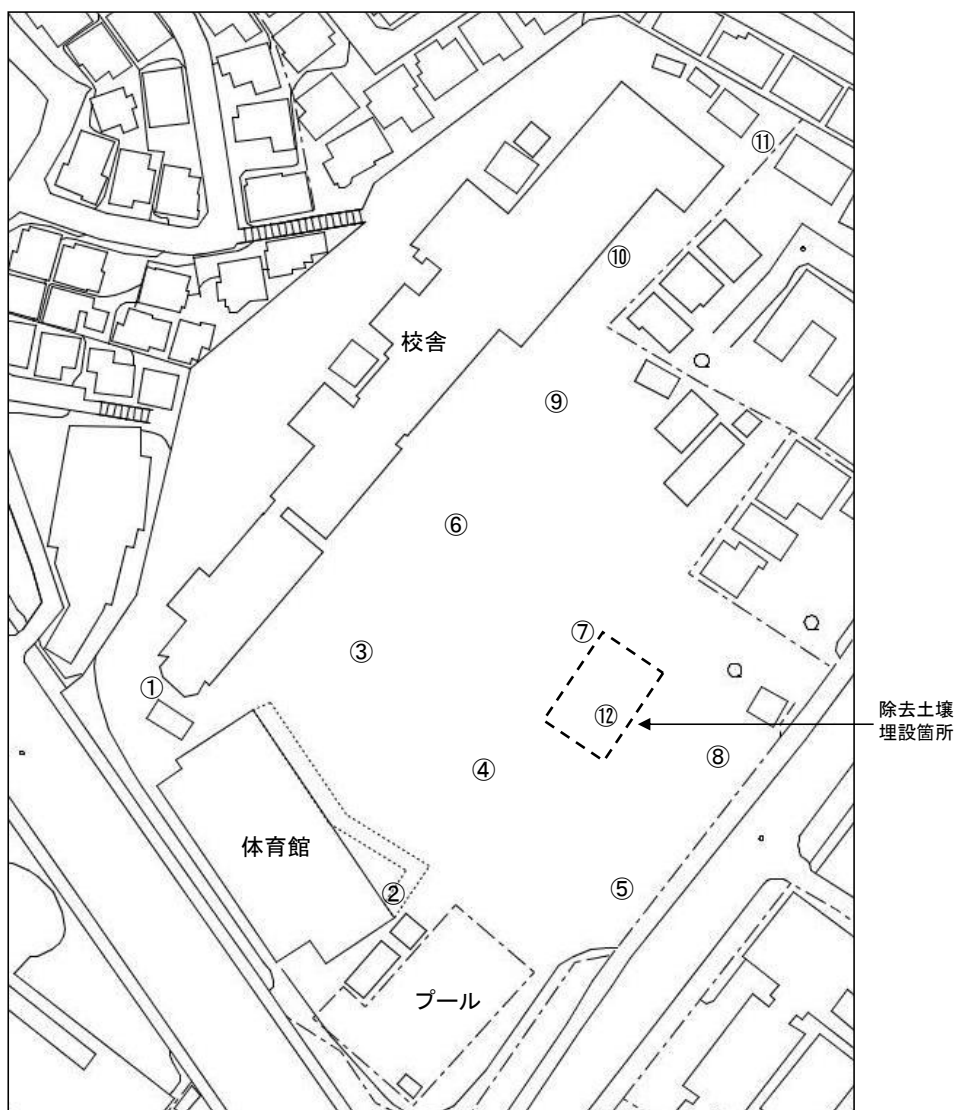 ⑪
⑩
校舎
⑨
⑥
⑦
③
①
⑫
除去土壌
埋設箇所
⑧
④
体育館
⑤
②
プール